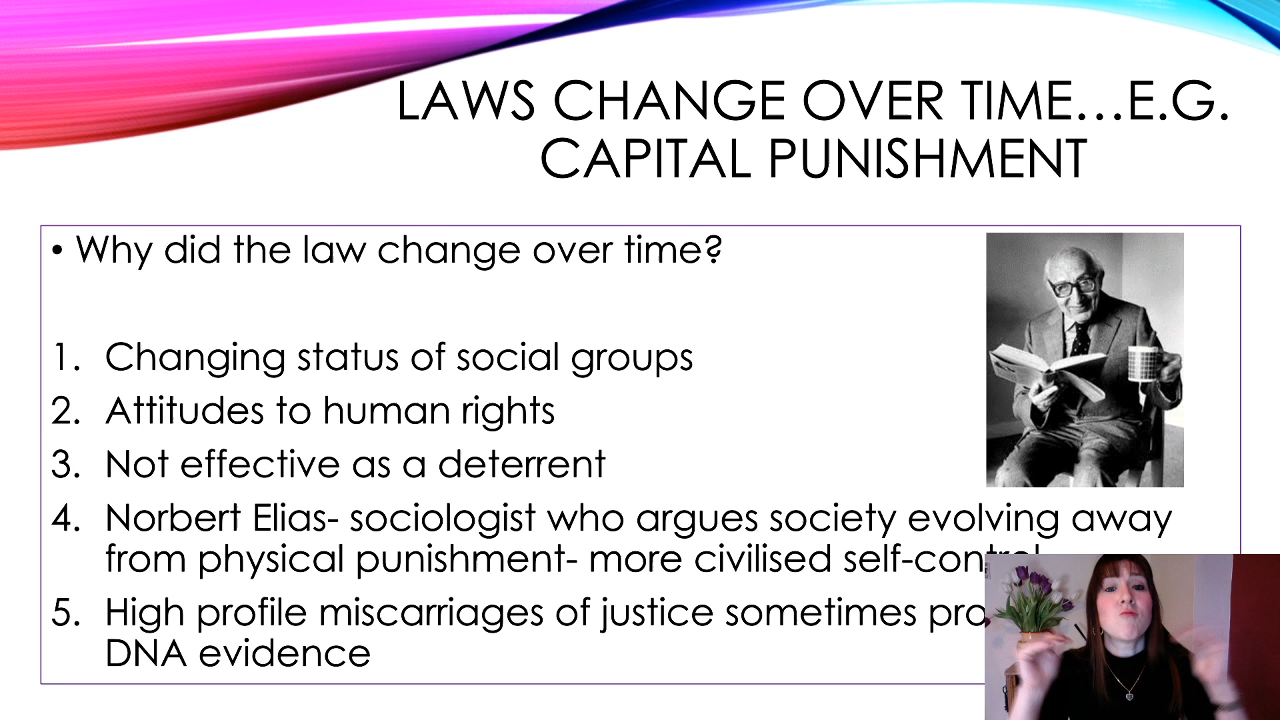 LAWS CHANGE OVER TIME...E.G.
CAPITAL PUNISHMENT
• Why did the law change over time?
1. Changing status of social groups
2. Attitudes to human rights
3. Not effective as a deterrent
4. Norbert Elias- sociologist who argues society evolving away
from physical punishment- more civilised self-control
5. High profile miscarriages of justice sometimes
DNA evidence